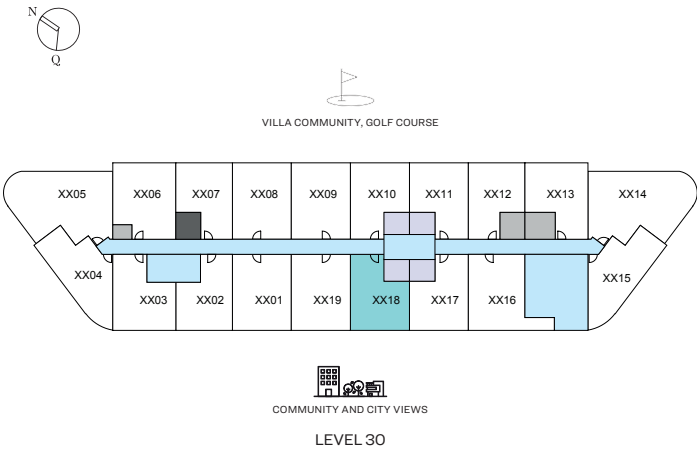 N
Q
VILLA COMMUNITY, GOLF COURSE
XX05 XX06 XX07 XX08 XX09 XX10 XX11 XX12 XX13 XX14
XX04 XX03 XX02 XX01 XX19 XX18 XX17 XX16 XX15
COMMUNITY AND CITY VIEWS
LEVEL 30